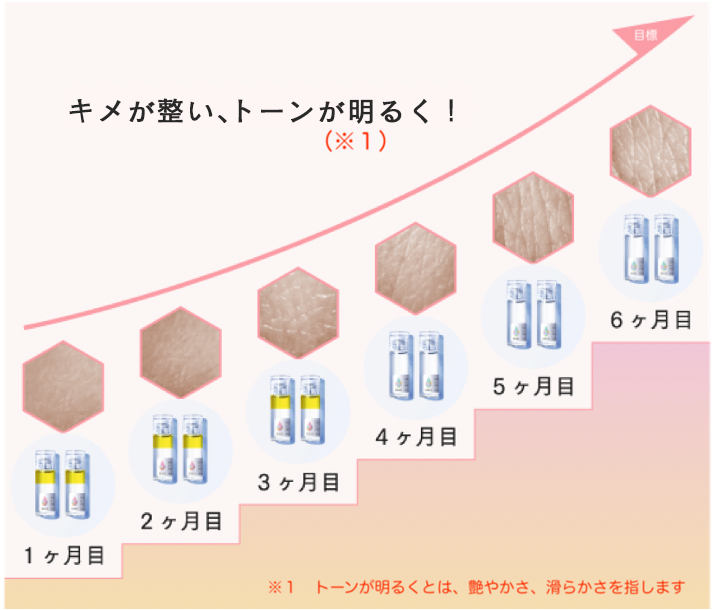 目標
キメが整い、トーンが明るく！
（※１）
6ヶ月目
5ヶ月目
4ヶ月目
3ヶ月目
2ヶ月目
1ヶ月目
※１　トーンが明るくとは、艶やかさ、滑らかさを指します